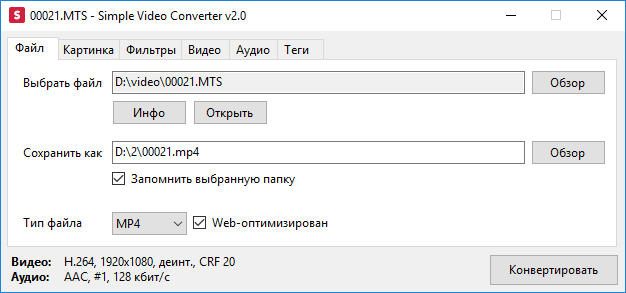 S 00021.MTS - Simple Video Converter v2.0
Файл Картинка Фильтры Видео Аудио Теги
Выбрать файл D:\video\00021.MTS Обзор
Инфо Открыть
Сохранить как D:\2\00021.mp4 Обзор
Запомнить выбранную папку
Тип файла MP4 Web-оптимизирован
Видео: H.264, 1920x1080, деинт., CRF 20
Аудио: AAC, #1, 128 кбит/с
Конвертировать